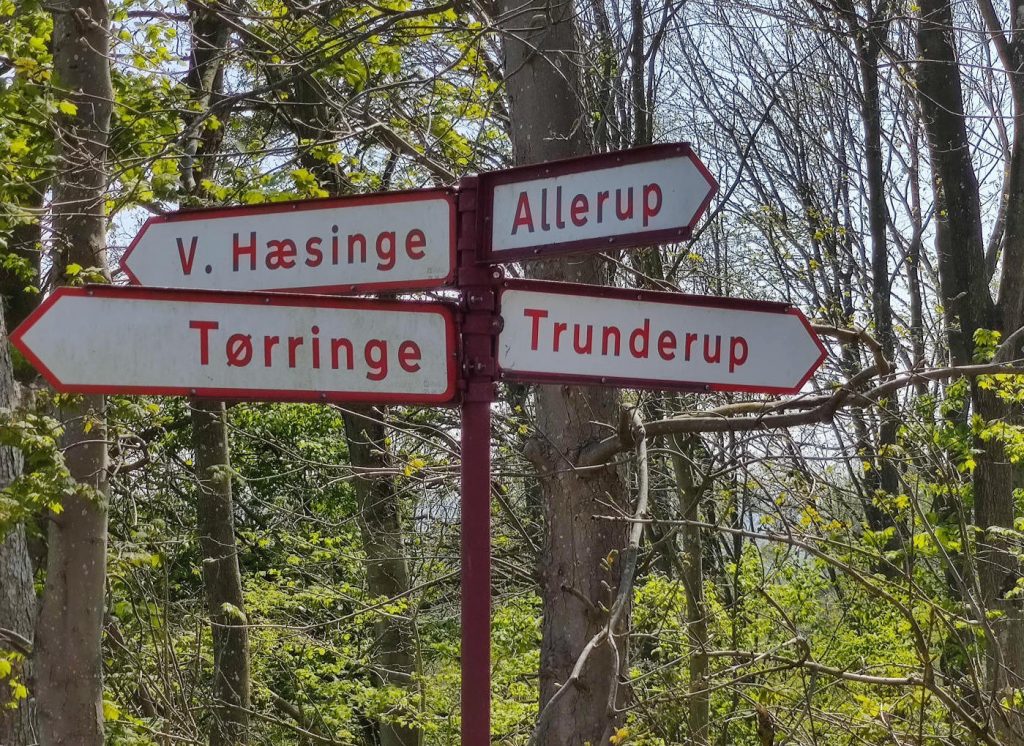 V. Hæsinge
Allerup
Tørringe
Trunderup